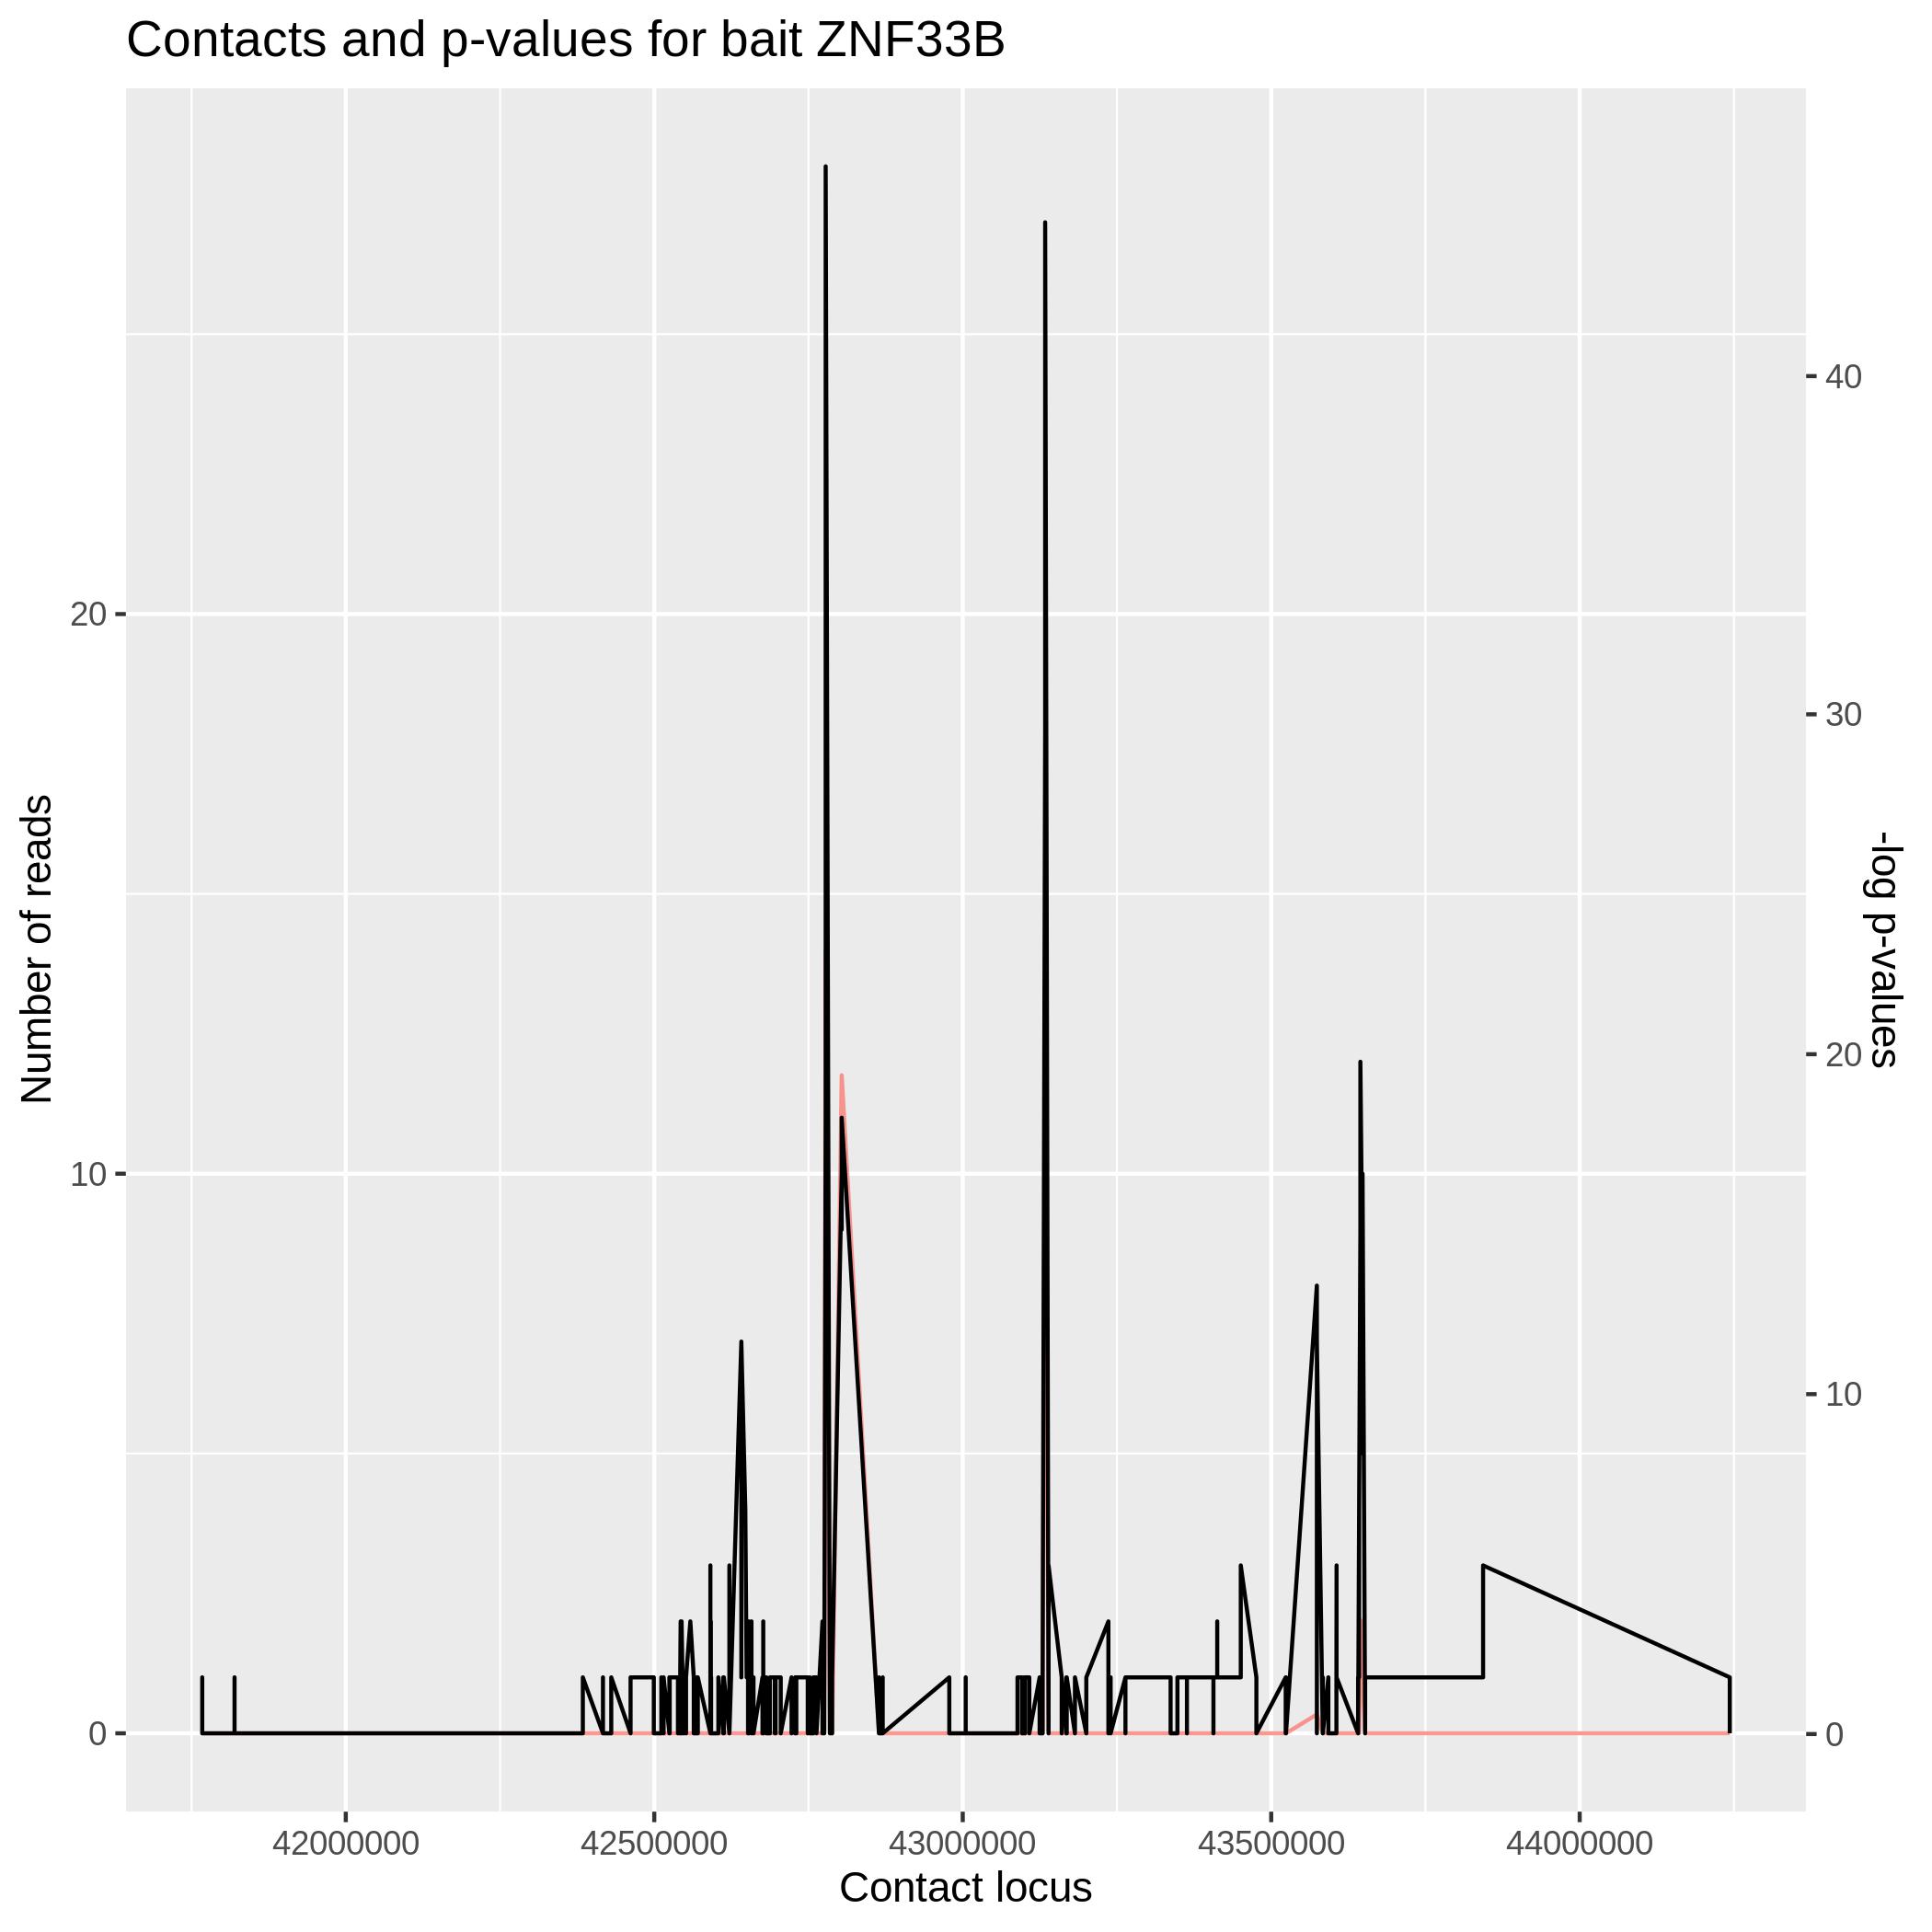 Contacts and p-values for bait ZNF33B
Number of reads
20
10
0
40
30
20
10
0
-log p-values
42000000 42500000 43000000 43500000 44000000
Contact locus